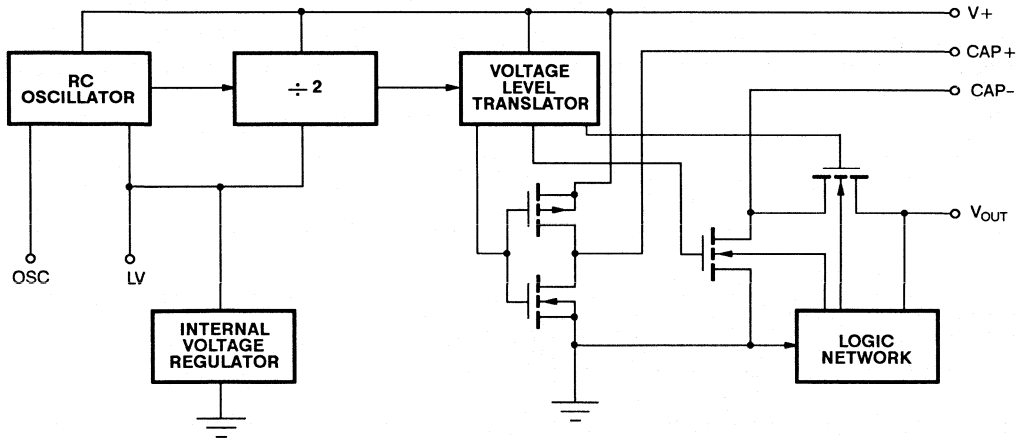 V+
CAP+
CAP−
RC
OSCILLATOR
÷2
VOLTAGE
LEVEL
TRANSLATOR
VOUT
OSC
LV
INTERNAL
VOLTAGE
REGULATOR
LOGIC
NETWORK